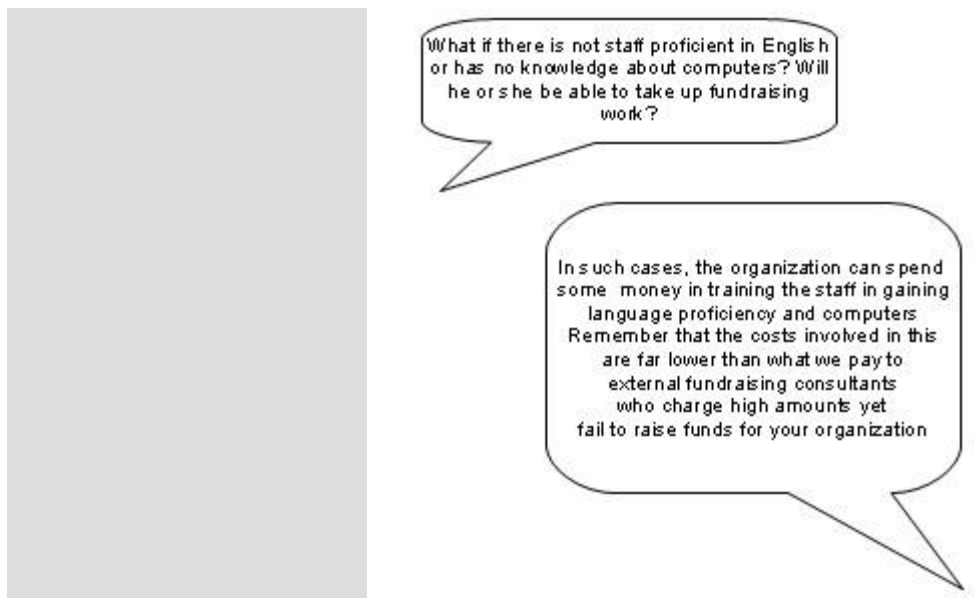 What if there is not staff proficient in English
or has no knowledge about computers? Will
he or she be able to take up fundraising
work?
In such cases, the organization can spend
some money in training the staff in gaining
language proficiency and computers
Remember that the costs involved in this
are far lower than what we pay to
external fundraising consultants
who charge high amounts yet
fail to raise funds for your organization